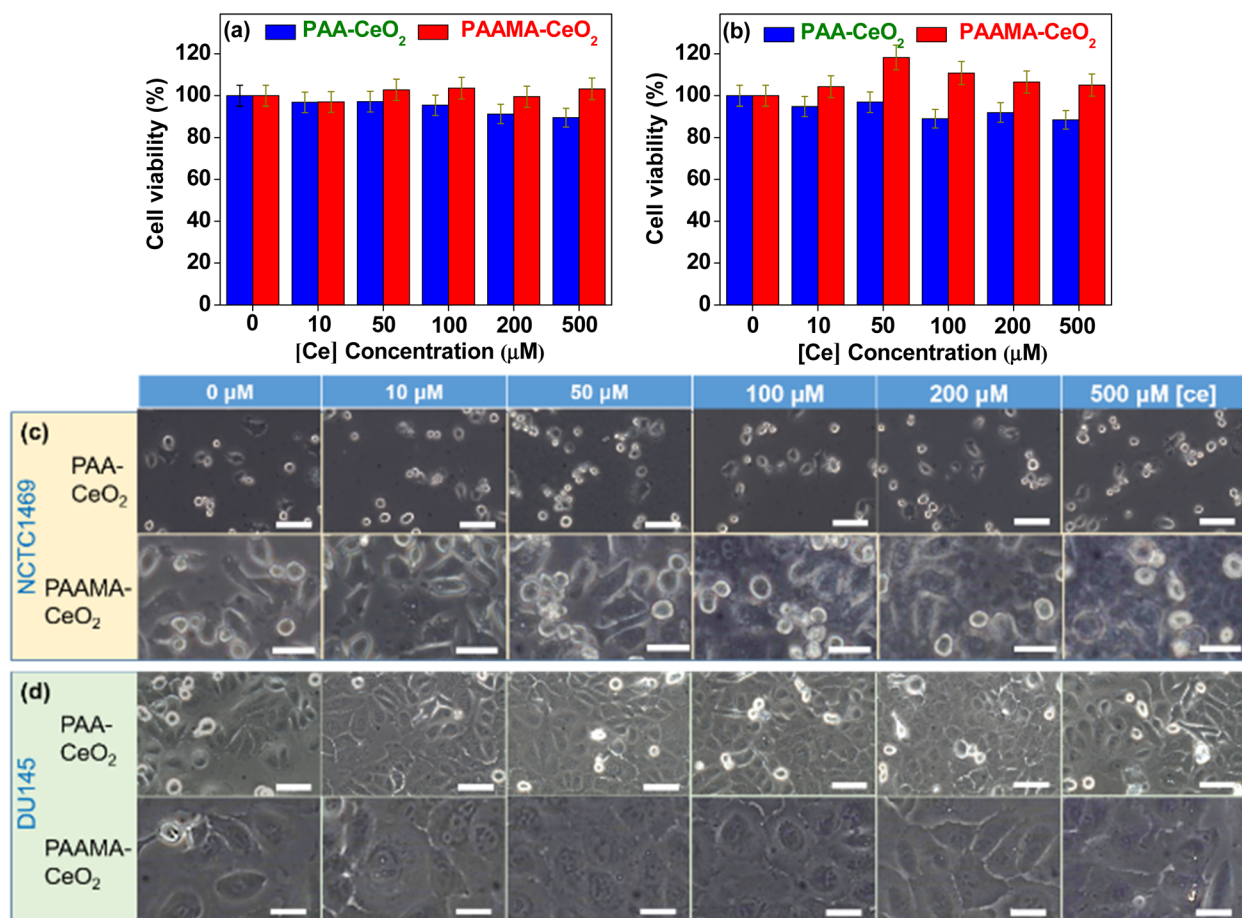 (a) PAA-CeO₂ PAAMA-CeO₂
120
100
80
60
40
20
0
Cell viability (%)
0 10 50 100 200 500
[Ce] Concentration (μM)
(b) PAA-CeO₂ PAAMA-CeO₂
120
100
80
60
40
20
0
Cell viability (%)
0 10 50 100 200 500
[Ce] Concentration (μM)
0 μM 10 μM 50 μM 100 μM 200 μM 500 μM [ce]
(c)
NCTC1469
PAA-
CeO₂
PAAMA-
CeO₂
(d)
DU145
PAA-
CeO₂
PAAMA-
CeO₂